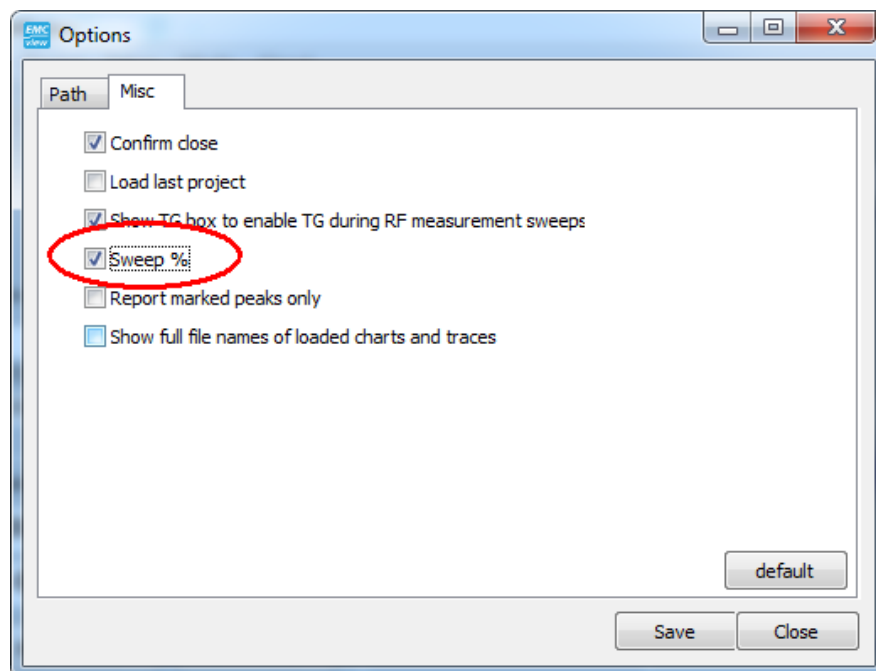 EMC
view
Options
Path
Misc
Confirm close
Load last project
Show TG box to enable TG during RF measurement sweeps
Sweep %
Report marked peaks only
Show full file names of loaded charts and traces
default
Save
Close